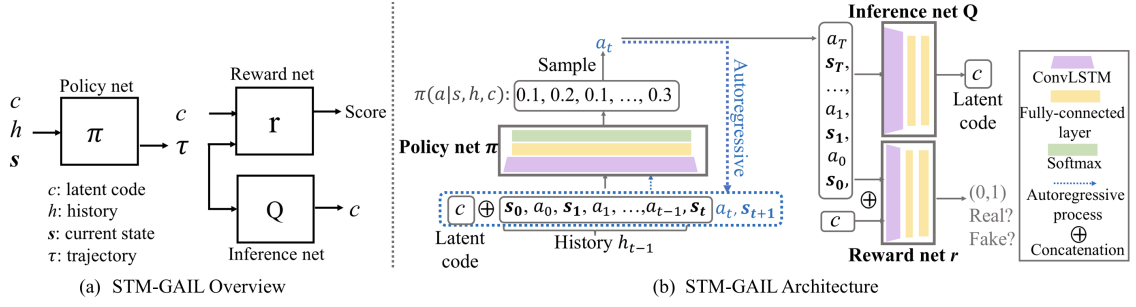 Policy net
c
h
s
π
τ
Reward net
c
r
Score
Q
c
Inference net
c: latent code
h: history
s: current state
τ: trajectory
(a) STM-GAIL Overview
a_t
Sample
Autoregressive
π(a|s, h, c): 0.1, 0.2, 0.1, …, 0.3
Policy net π
c ⊕ s_0, a_0, s_1, a_1, …,a_{t−1}, s_t a_t, s_{t+1}
Latent
code
History h_{t−1}
Inference net Q
a_T
s_T,
…,
a_1,
s_1,
a_0
s_0,
⊕
c
c
Latent
code
(0,1)
Real?
Fake?
Reward net r
ConvLSTM
Fully-connected
layer
Softmax
Autoregressive
process
⊕
Concatenation
(b) STM-GAIL Architecture